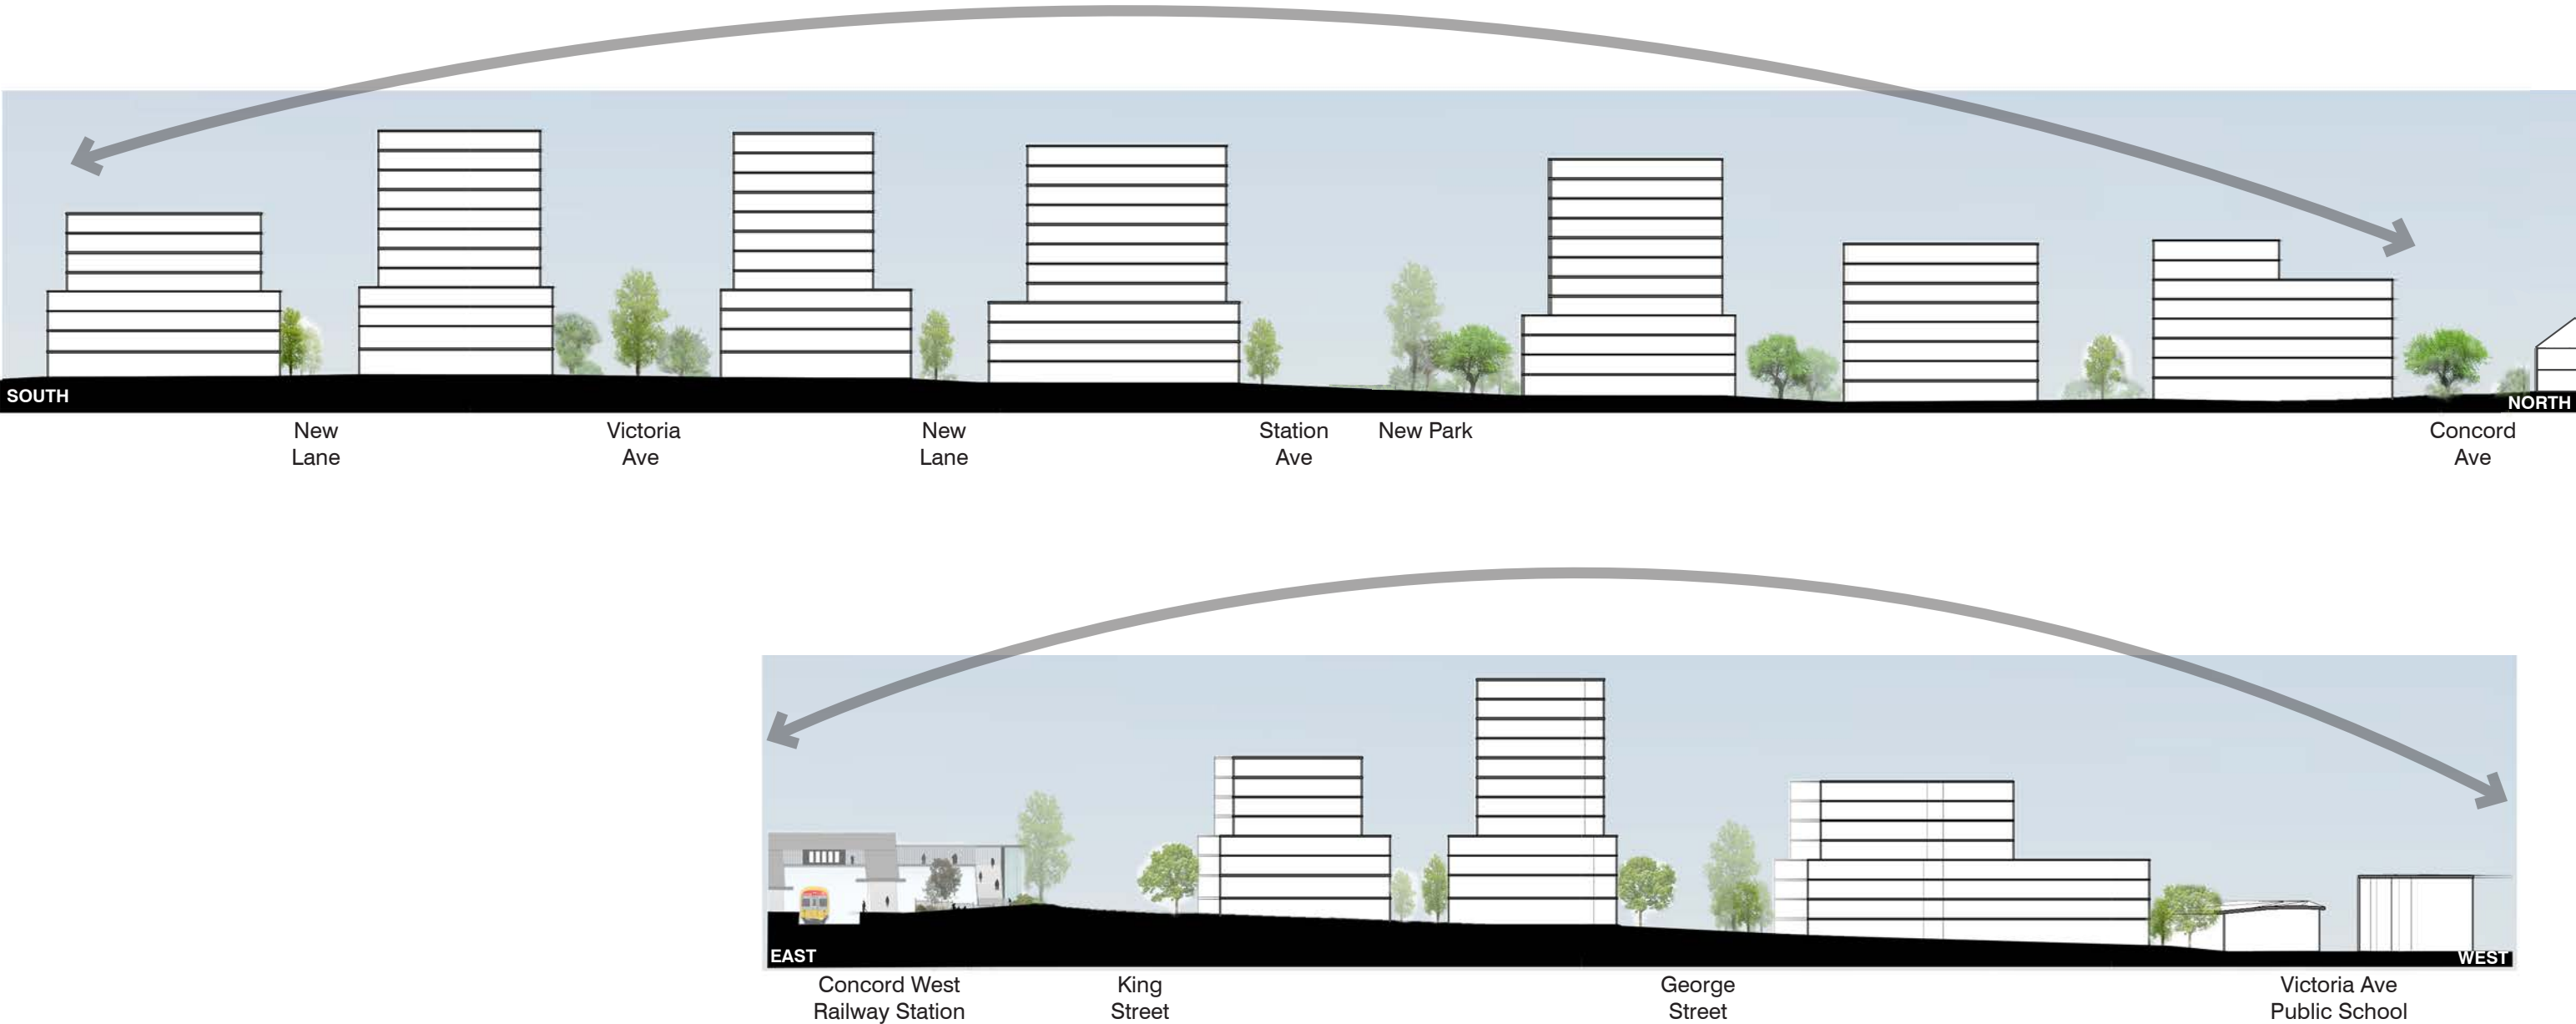 SOUTH
NORTH
New
Lane
Victoria
Ave
New
Lane
Station
Ave
New Park
Concord
Ave
EAST
WEST
Concord West
Railway Station
King
Street
George
Street
Victoria Ave
Public School